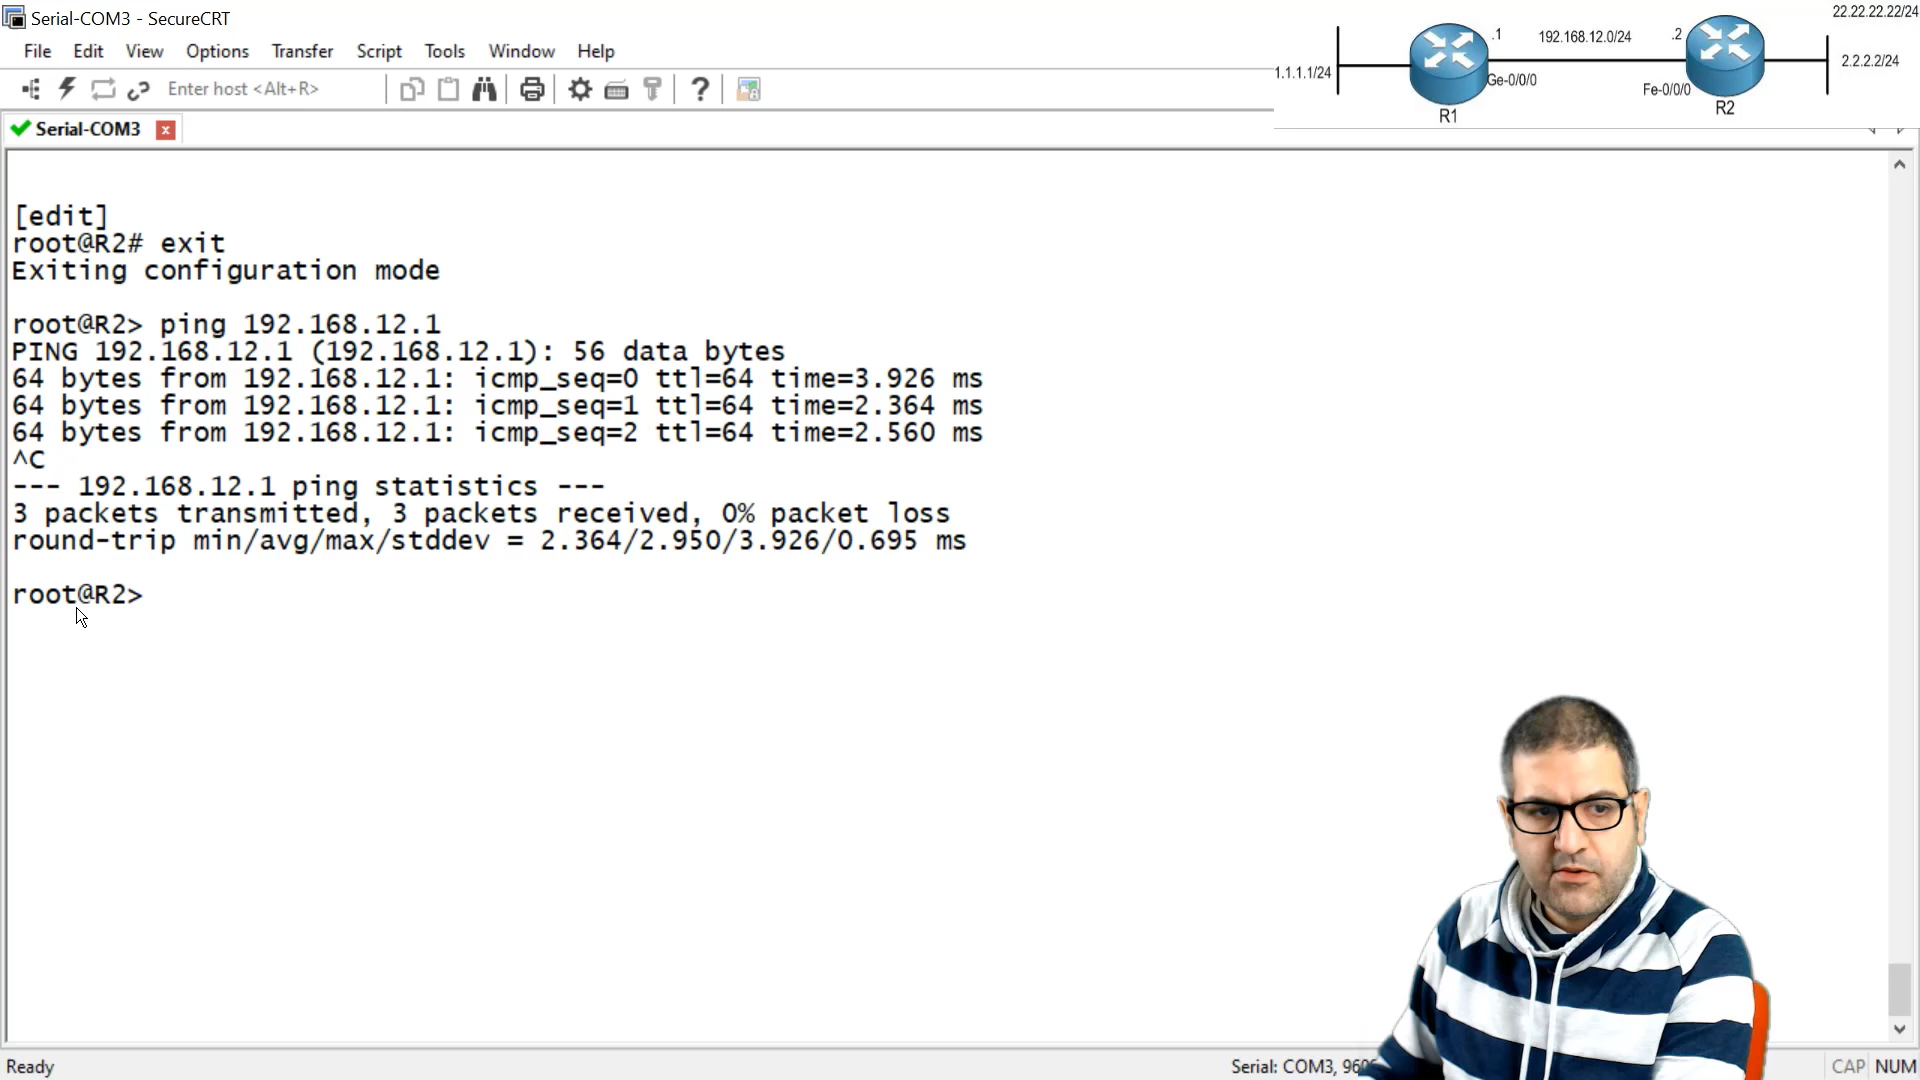 Serial-COM3 - SecureCRT
File Edit View Options Transfer Script Tools Window Help
Enter host <Alt+R>
Serial-COM3
22.22.22.22/24
.1 192.168.12.0/24 .2
1.1.1.1/24
2.2.2.2/24
Ge-0/0/0
Fe-0/0/0
R1
R2
[edit]
root@R2# exit
Exiting configuration mode
root@R2> ping 192.168.12.1
PING 192.168.12.1 (192.168.12.1): 56 data bytes
64 bytes from 192.168.12.1: icmp_seq=0 ttl=64 time=3.926 ms
64 bytes from 192.168.12.1: icmp_seq=1 ttl=64 time=2.364 ms
64 bytes from 192.168.12.1: icmp_seq=2 ttl=64 time=2.560 ms
^C
--- 192.168.12.1 ping statistics ---
3 packets transmitted, 3 packets received, 0% packet loss
round-trip min/avg/max/stddev = 2.364/2.950/3.926/0.695 ms
root@R2>
Ready Serial: COM3, CAP NUM